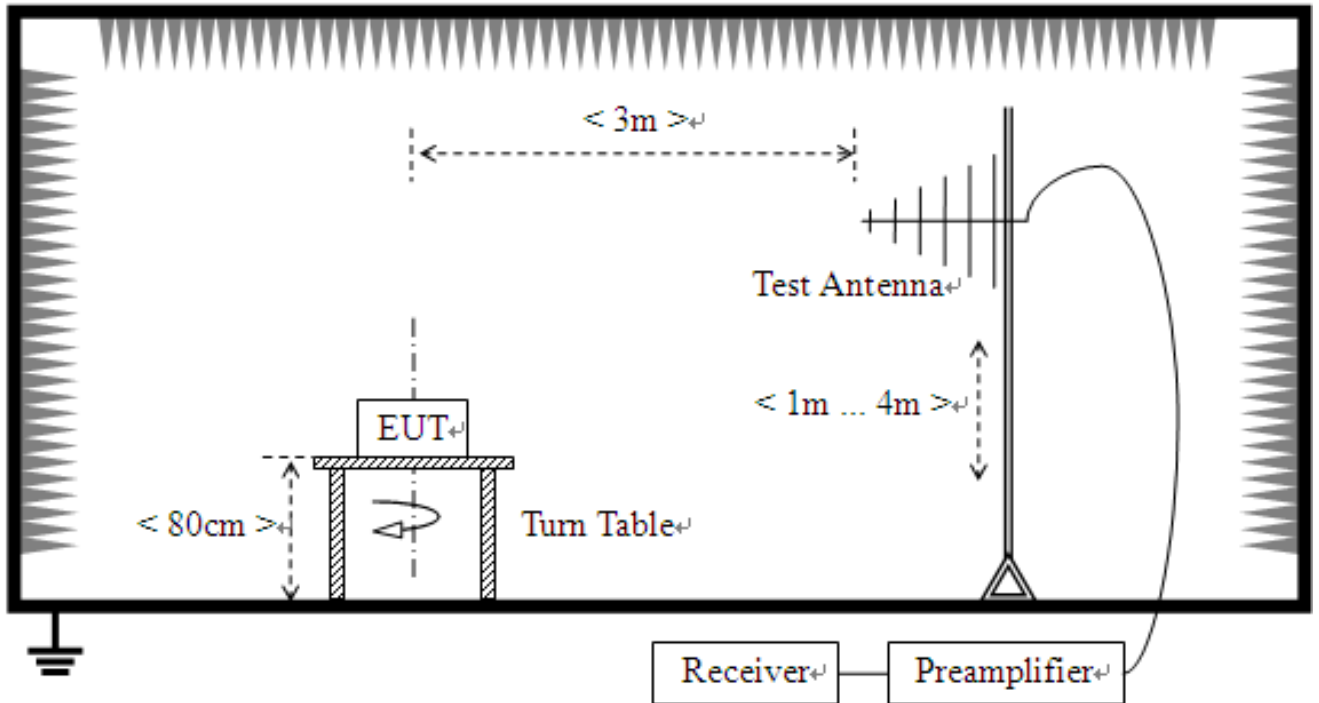 < 3m >↵
Test Antenna↵
< 1m ... 4m >↵
EUT↵
< 80cm >↵
Turn Table↵
Receiver↵
Preamplifier↵